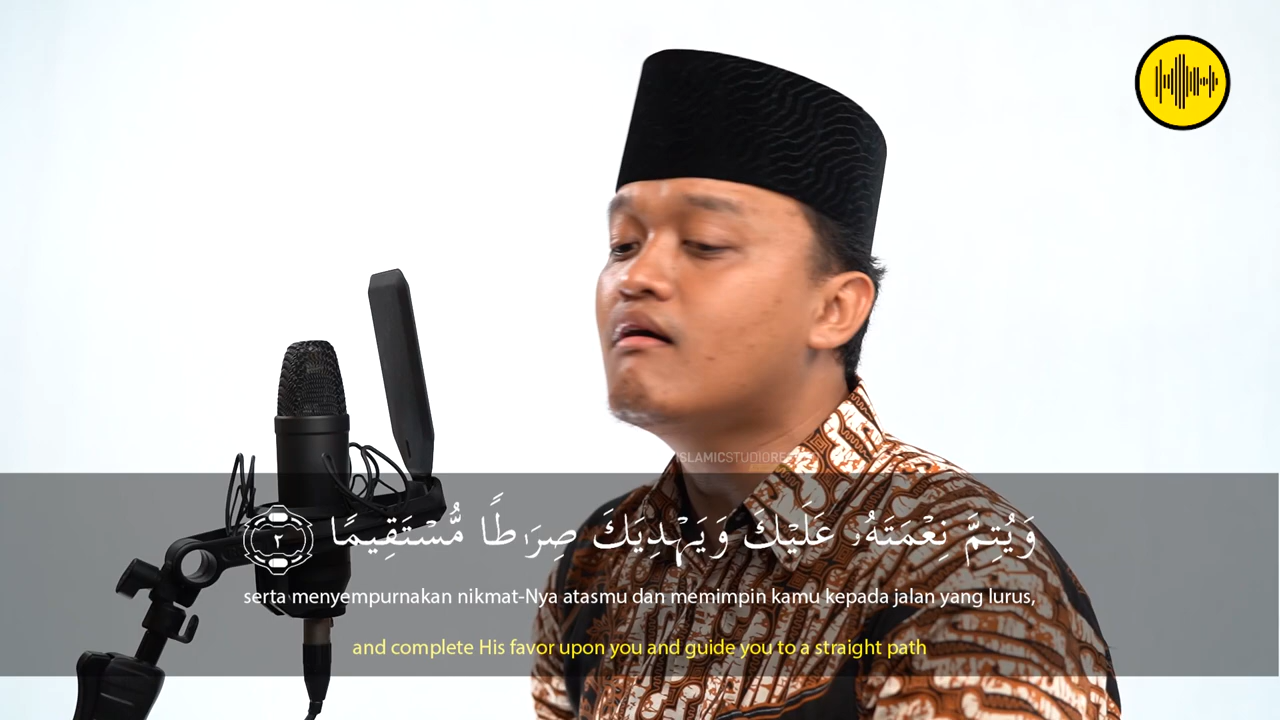 ISLAMICSTUDIORE
وَيُتِمَّ نِعْمَتَهُۥ عَلَيْكَ وَيَهْدِيَكَ صِرَٰطًا مُّسْتَقِيمًا ٢
serta menyempurnakan nikmat-Nya atasmu dan memimpin kamu kepada jalan yang lurus,
and complete His favor upon you and guide you to a straight path